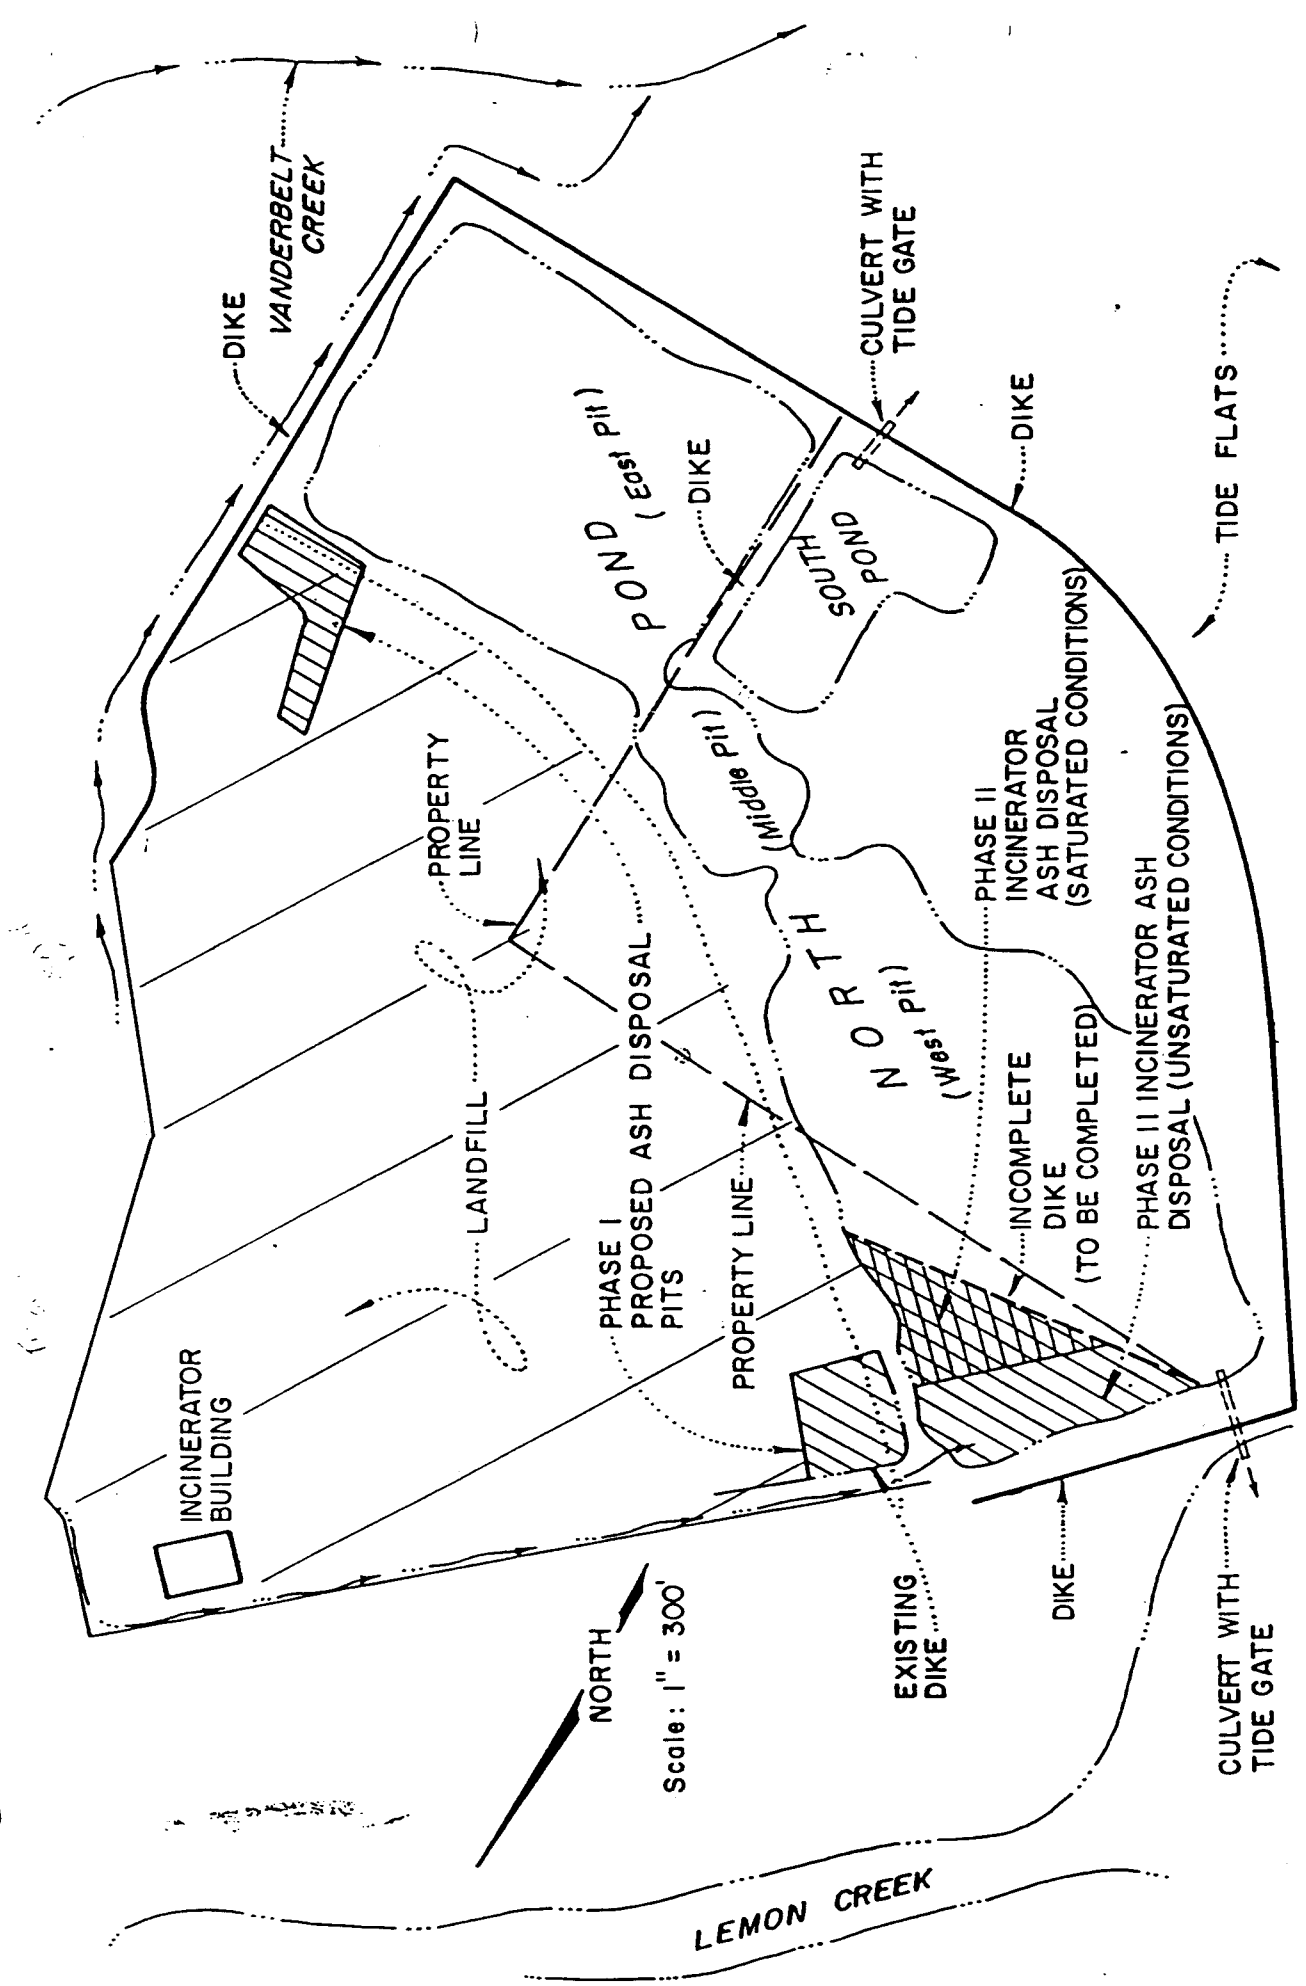 VANDERBELT
CREEK
DIKE
CULVERT WITH
TIDE GATE
DIKE
TIDE FLATS
POND
(East Pit)
DIKE
SOUTH
POND
PROPERTY
LINE
(Middle Pit)
PHASE II
INCINERATOR
ASH DISPOSAL
(SATURATED CONDITIONS)
NORTH
(West Pit)
LANDFILL
PHASE I
PROPOSED ASH DISPOSAL
PITS
PROPERTY LINE
INCOMPLETE
DIKE
(TO BE COMPLETED)
PHASE II INCINERATOR ASH
DISPOSAL (UNSATURATED CONDITIONS)
INCINERATOR
BUILDING
NORTH
Scale: 1" = 300'
EXISTING
DIKE
DIKE
CULVERT WITH
TIDE GATE
LEMON CREEK